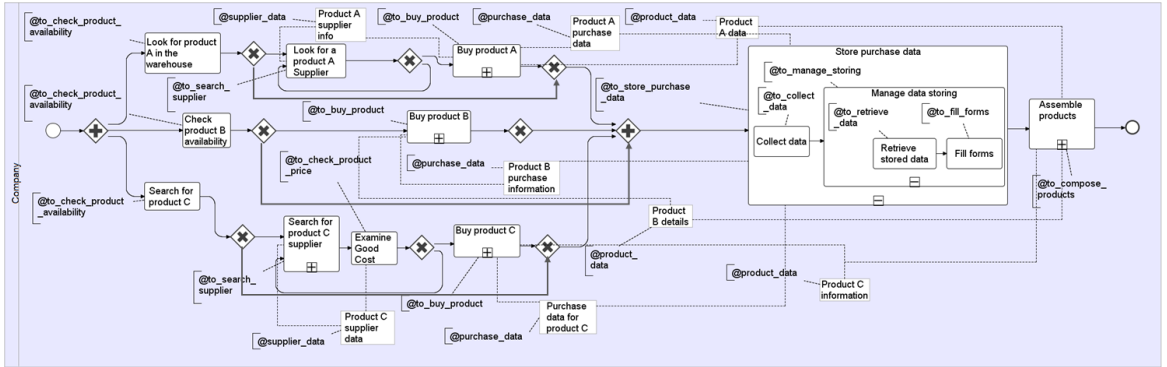 Company
@to_check_product_
availability
@supplier_data
Product A
supplier
info
@to_buy_product
@purchase_data
Product A
purchase
data
@product_data
Product
A data
Look for product
A in the
warehouse
Look for a
product A
Supplier
Buy product A
@to_search_
supplier
Store purchase data
@to_manage_storing
@to_collect
_data
Manage data storing
@to_retrieve
_data
@to_fill_forms
Collect data
Retrieve
stored data
Fill forms
@to_store_purchase
_data
Assemble
products
@to_compose_
products
@to_check_product_
availability
Check
product B
availability
@to_buy_product
Buy product B
@to_check_product
_price
@purchase_data
Product B
purchase
information
@to_check_product
_availability
Search for
product C
Product
B details
Search for
product C
supplier
Examine
Good
Cost
Buy product C
@product_
data
@product_data
Product C
information
@to_search_
supplier
@to_buy_product
Purchase
data for
product C
Product C
supplier
data
@supplier_data
@purchase_data